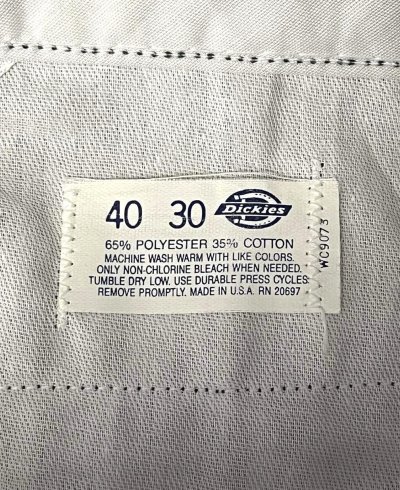 40 30 Dickies
65% POLYESTER 35% COTTON
MACHINE WASH WARM WITH LIKE COLORS.
ONLY NON-CHLORINE BLEACH WHEN NEEDED.
TUMBLE DRY LOW. USE DURABLE PRESS CYCLES.
REMOVE PROMPTLY. MADE IN U.S.A. RN 20697
WC9073